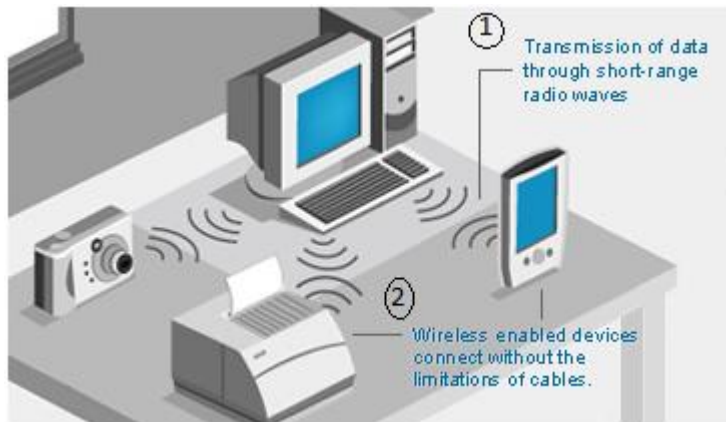 1
Transmission of data
through short-range
radio waves
2
Wireless enabled devices
connect without the
limitations of cables.